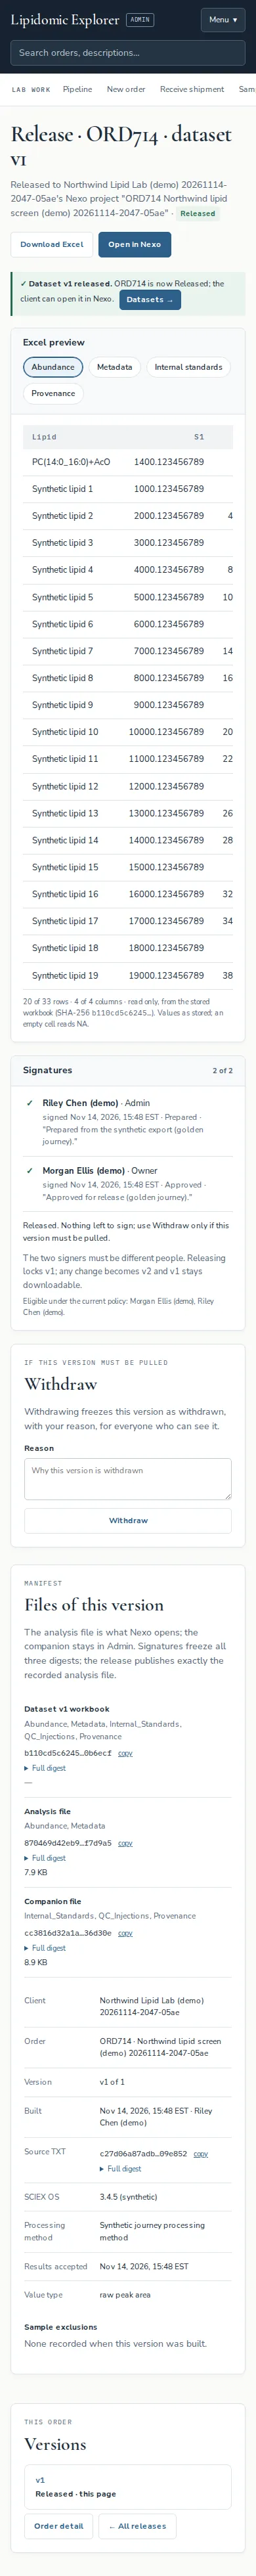 Lipidomic Explorer ADMIN Menu ▾
Search orders, descriptions...
LAB WORK Pipeline New order Receive shipment Sam
Release · ORD714 · dataset
v1
Released to Northwind Lipid Lab (demo) 20261114-
2047-05ae's Nexo project "ORD714 Northwind lipid
screen (demo) 20261114-2047-05ae" · Released
Download Excel Open in Nexo
✓ Dataset v1 released. ORD714 is now Released; the
client can open it in Nexo. Datasets →
Excel preview
Abundance Metadata Internal standards
Provenance
Lipid S1
PC(14:0_16:0)+AcO 1400.123456789
Synthetic lipid 1 1000.123456789
Synthetic lipid 2 2000.123456789 4
Synthetic lipid 3 3000.123456789
Synthetic lipid 4 4000.123456789 8
Synthetic lipid 5 5000.123456789 10
Synthetic lipid 6 6000.123456789
Synthetic lipid 7 7000.123456789 14
Synthetic lipid 8 8000.123456789 16
Synthetic lipid 9 9000.123456789
Synthetic lipid 10 10000.123456789 20
Synthetic lipid 11 11000.123456789 22
Synthetic lipid 12 12000.123456789
Synthetic lipid 13 13000.123456789 26
Synthetic lipid 14 14000.123456789 28
Synthetic lipid 15 15000.123456789
Synthetic lipid 16 16000.123456789 32
Synthetic lipid 17 17000.123456789 34
Synthetic lipid 18 18000.123456789
Synthetic lipid 19 19000.123456789 38
20 of 33 rows · 4 of 4 columns · read only, from the stored
workbook (SHA-256 b110cd5c6245…). Values as stored; an
empty cell reads NA.
Signatures 2 of 2
✓ Riley Chen (demo) · Admin
signed Nov 14, 2026, 15:48 EST · Prepared ·
"Prepared from the synthetic export (golden
journey)."
✓ Morgan Ellis (demo) · Owner
signed Nov 14, 2026, 15:48 EST · Approved ·
"Approved for release (golden journey)."
Released. Nothing left to sign; use Withdraw only if this
version must be pulled.
The two signers must be different people. Releasing
locks v1; any change becomes v2 and v1 stays
downloadable.
Eligible under the current policy: Morgan Ellis (demo), Riley
Chen (demo).
IF THIS VERSION MUST BE PULLED
Withdraw
Withdrawing freezes this version as withdrawn,
with your reason, for everyone who can see it.
Reason
Why this version is withdrawn
Withdraw
MANIFEST
Files of this version
The analysis file is what Nexo opens; the
companion stays in Admin. Signatures freeze all
three digests; the release publishes exactly the
recorded analysis file.
Dataset v1 workbook
Abundance, Metadata, Internal_Standards,
QC_Injections, Provenance
b110cd5c6245…0b6ecf copy
▸ Full digest
—
Analysis file
Abundance, Metadata
870469d42eb9…f7d9a5 copy
▸ Full digest
7.9 KB
Companion file
Internal_Standards, QC_Injections, Provenance
cc3816d32a1a…36d30e copy
▸ Full digest
8.9 KB
Client Northwind Lipid Lab (demo)
20261114-2047-05ae
Order ORD714 · Northwind lipid screen
(demo) 20261114-2047-05ae
Version v1 of 1
Built Nov 14, 2026, 15:48 EST · Riley
Chen (demo)
Source TXT c27d06a87adb…09e852 copy
▸ Full digest
SCIEX OS 3.4.5 (synthetic)
Processing Synthetic journey processing
method method
Results accepted Nov 14, 2026, 15:48 EST
Value type raw peak area
Sample exclusions
None recorded when this version was built.
THIS ORDER
Versions
v1
Released · this page
Order detail ← All releases